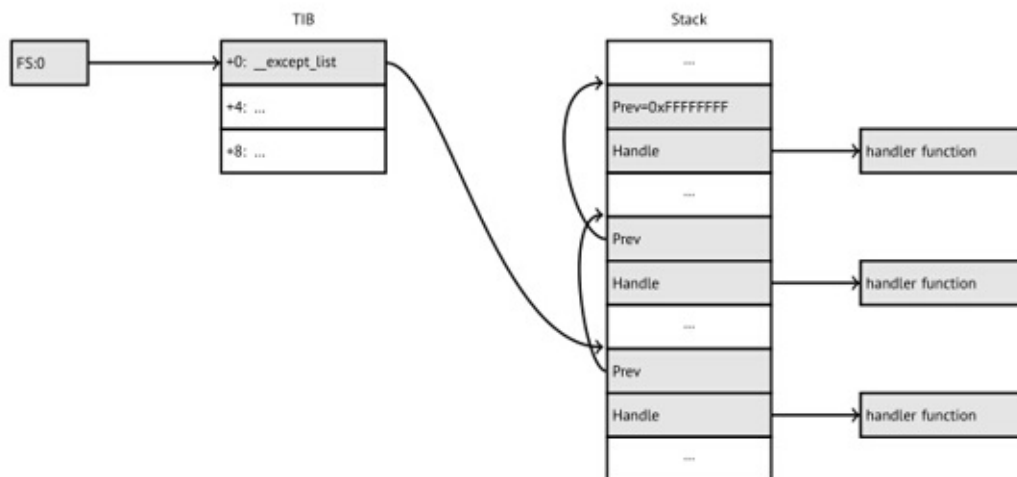 TIB
Stack
FS:0
+0: __except_list
+4: ...
+8: ...
...
Prev=0xFFFFFFFF
Handle
handler function
...
Prev
Handle
handler function
...
Prev
Handle
handler function
...